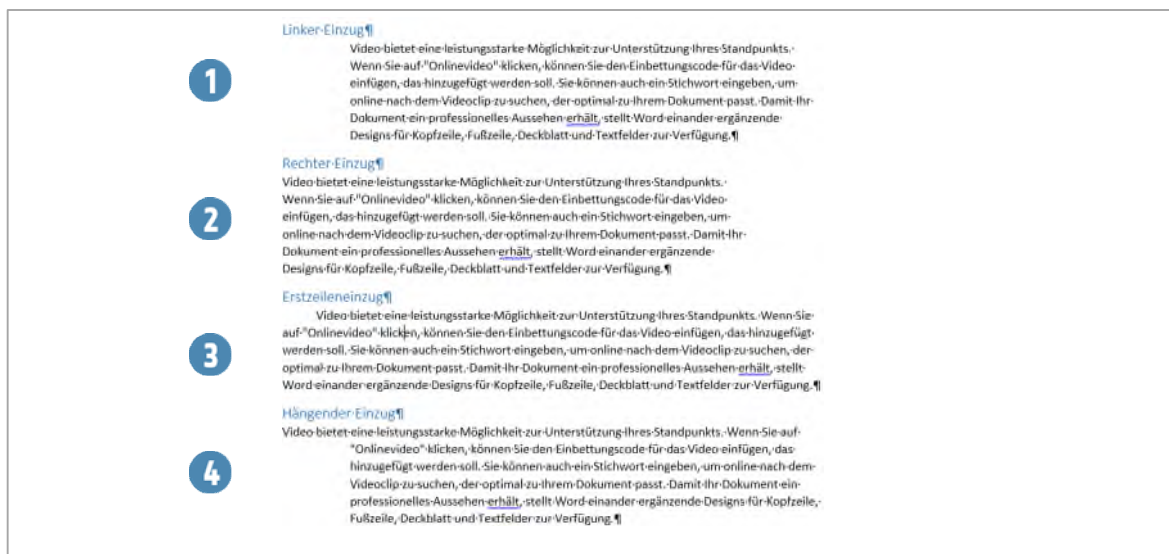 Linker·Einzug¶
Video·bietet·eine·leistungsstarke·Möglichkeit·zur·Unterstützung·Ihres·Standpunkts.·
1
Wenn·Sie·auf·"Onlinevideo"·klicken,·können·Sie·den·Einbettungscode·für·das·Video·
einfügen,·das·hinzugefügt·werden·soll.·Sie·können·auch·ein·Stichwort·eingeben,·um·
online·nach·dem·Videoclip·zu·suchen,·der·optimal·zu·Ihrem·Dokument·passt.·Damit·Ihr·
Dokument·ein·professionelles·Aussehen·erhält,·stellt·Word·einander·ergänzende·
Designs·für·Kopfzeile,·Fußzeile,·Deckblatt·und·Textfelder·zur·Verfügung.¶
Rechter·Einzug¶
Video·bietet·eine·leistungsstarke·Möglichkeit·zur·Unterstützung·Ihres·Standpunkts.·
Wenn·Sie·auf·"Onlinevideo"·klicken,·können·Sie·den·Einbettungscode·für·das·Video·
2
einfügen,·das·hinzugefügt·werden·soll.·Sie·können·auch·ein·Stichwort·eingeben,·um·
online·nach·dem·Videoclip·zu·suchen,·der·optimal·zu·Ihrem·Dokument·passt.·Damit·Ihr·
Dokument·ein·professionelles·Aussehen·erhält,·stellt·Word·einander·ergänzende·
Designs·für·Kopfzeile,·Fußzeile,·Deckblatt·und·Textfelder·zur·Verfügung.¶
Erstzeileneinzug¶
Video·bietet·eine·leistungsstarke·Möglichkeit·zur·Unterstützung·Ihres·Standpunkts.·Wenn·Sie·
auf·"Onlinevideo"·klicken,·können·Sie·den·Einbettungscode·für·das·Video·einfügen,·das·hinzugefügt·
3
werden·soll.·Sie·können·auch·ein·Stichwort·eingeben,·um·online·nach·dem·Videoclip·zu·suchen,·der·
optimal·zu·Ihrem·Dokument·passt.·Damit·Ihr·Dokument·ein·professionelles·Aussehen·erhält,·stellt·
Word·einander·ergänzende·Designs·für·Kopfzeile,·Fußzeile,·Deckblatt·und·Textfelder·zur·Verfügung.¶
Hängender·Einzug¶
Video·bietet·eine·leistungsstarke·Möglichkeit·zur·Unterstützung·Ihres·Standpunkts.·Wenn·Sie·auf·
"Onlinevideo"·klicken,·können·Sie·den·Einbettungscode·für·das·Video·einfügen,·das·
4
hinzugefügt·werden·soll.·Sie·können·auch·ein·Stichwort·eingeben,·um·online·nach·dem·
Videoclip·zu·suchen,·der·optimal·zu·Ihrem·Dokument·passt.·Damit·Ihr·Dokument·ein·
professionelles·Aussehen·erhält,·stellt·Word·einander·ergänzende·Designs·für·Kopfzeile,·
Fußzeile,·Deckblatt·und·Textfelder·zur·Verfügung.¶